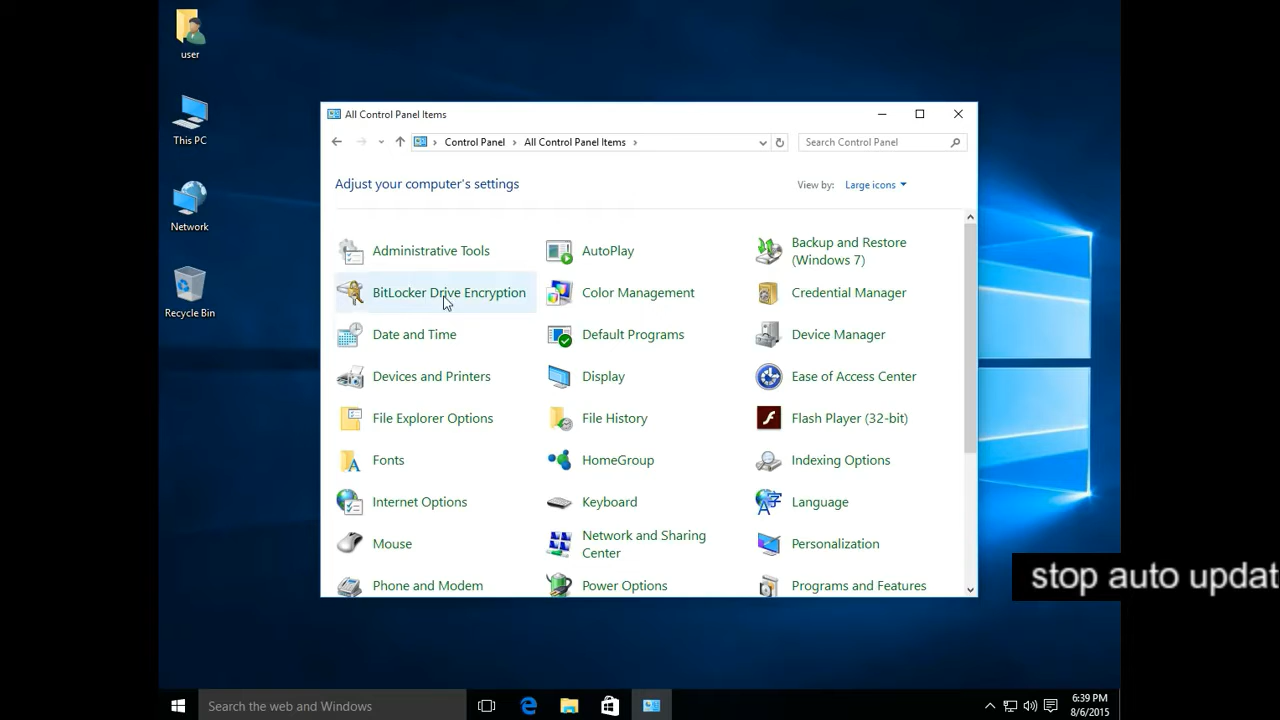 user
This PC
Network
Recycle Bin
All Control Panel Items
Control Panel
All Control Panel Items
Search Control Panel
Adjust your computer's settings
View by:
Large icons
Administrative Tools
AutoPlay
Backup and Restore
(Windows 7)
BitLocker Drive Encryption
Color Management
Credential Manager
Date and Time
Default Programs
Device Manager
Devices and Printers
Display
Ease of Access Center
File Explorer Options
File History
Flash Player (32-bit)
Fonts
HomeGroup
Indexing Options
Internet Options
Keyboard
Language
Mouse
Network and Sharing
Center
Personalization
Phone and Modem
Power Options
Programs and Features
stop auto updat
Search the web and Windows
6:39 PM
8/6/2015